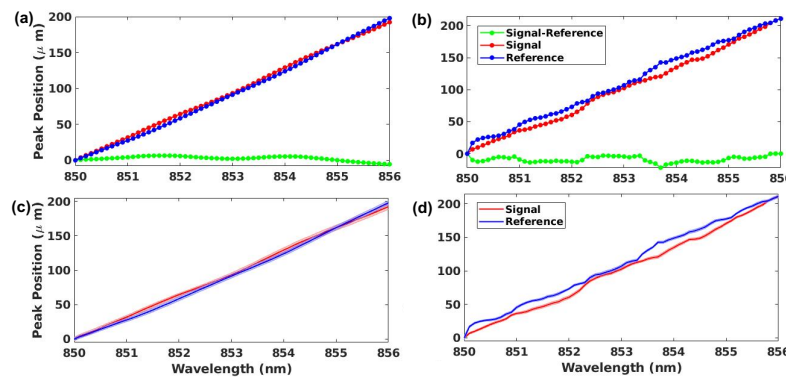 (a)
200
150
100
50
0
850 851 852 853 854 855 856
Peak Position (μ m)
(b)
Signal-Reference
Signal
Reference
200
150
100
50
0
850 851 852 853 854 855 856
(c)
200
150
100
50
0
850 851 852 853 854 855 856
Peak Position (μ m)
Wavelength (nm)
(d)
Signal
Reference
200
150
100
50
0
850 851 852 853 854 855 856
Wavelength (nm)